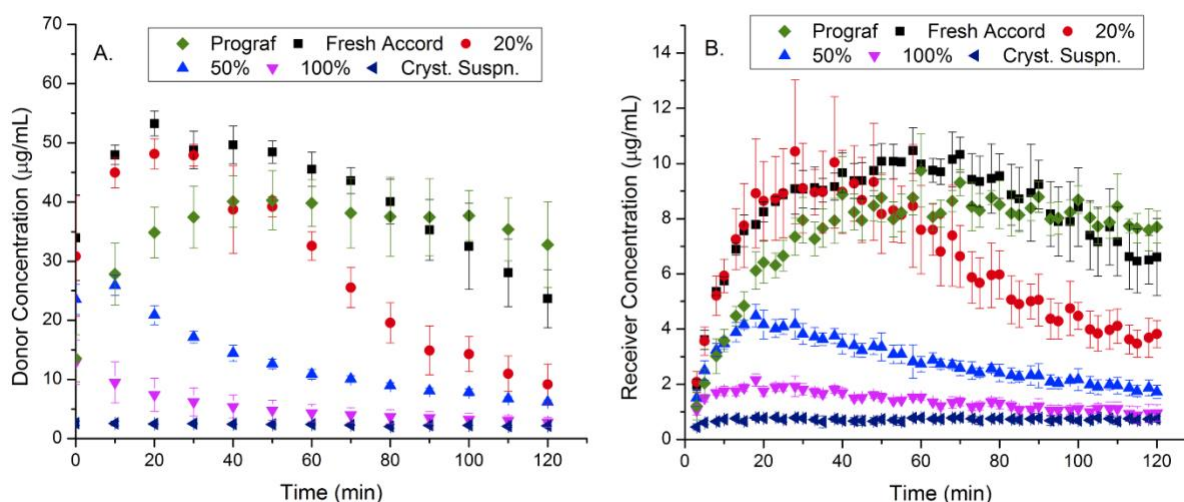 A.
Prograf Fresh Accord 20%
50% 100% Cryst. Suspn.
Donor Concentration (µg/mL)
70
60
50
40
30
20
10
0
0 20 40 60 80 100 120
Time (min)
B.
Prograf Fresh Accord 20%
50% 100% Cryst. Suspn.
Receiver Concentration (µg/mL)
14
12
10
8
6
4
2
0
0 20 40 60 80 100 120
Time (min)